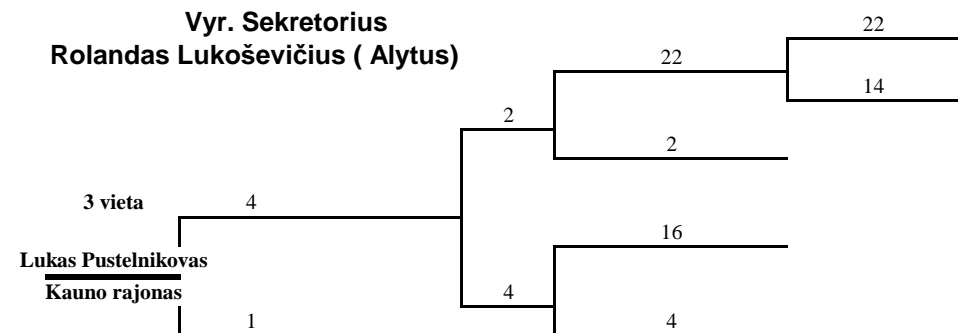 Vyr. Sekretorius
Rolandas Lukoševičius ( Alytus)
22
22
14
2
2
3 vieta
4
16
Lukas Pustelnikovas
Kauno rajonas
4
1
4